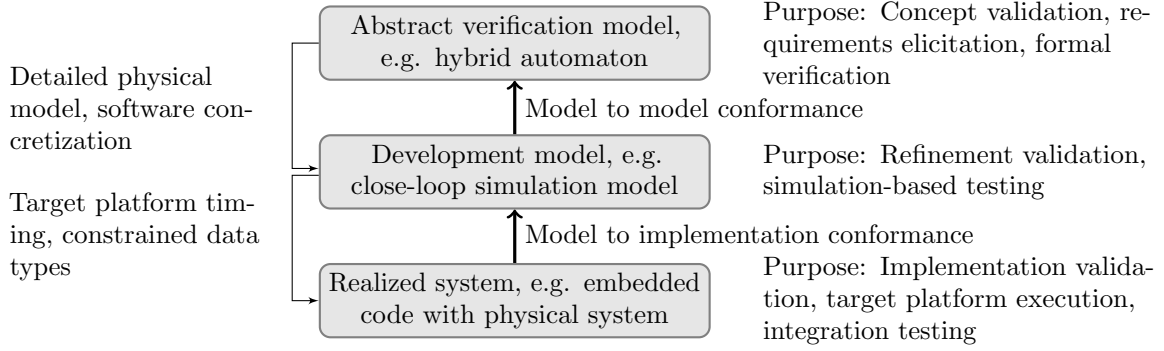 Abstract verification model,
e.g. hybrid automaton
Purpose: Concept validation, re-
quirements elicitation, formal
verification
Detailed physical
model, software con-
cretization
Model to model conformance
Development model, e.g.
close-loop simulation model
Purpose: Refinement validation,
simulation-based testing
Target platform tim-
ing, constrained data
types
Model to implementation conformance
Realized system, e.g. embedded
code with physical system
Purpose: Implementation valida-
tion, target platform execution,
integration testing